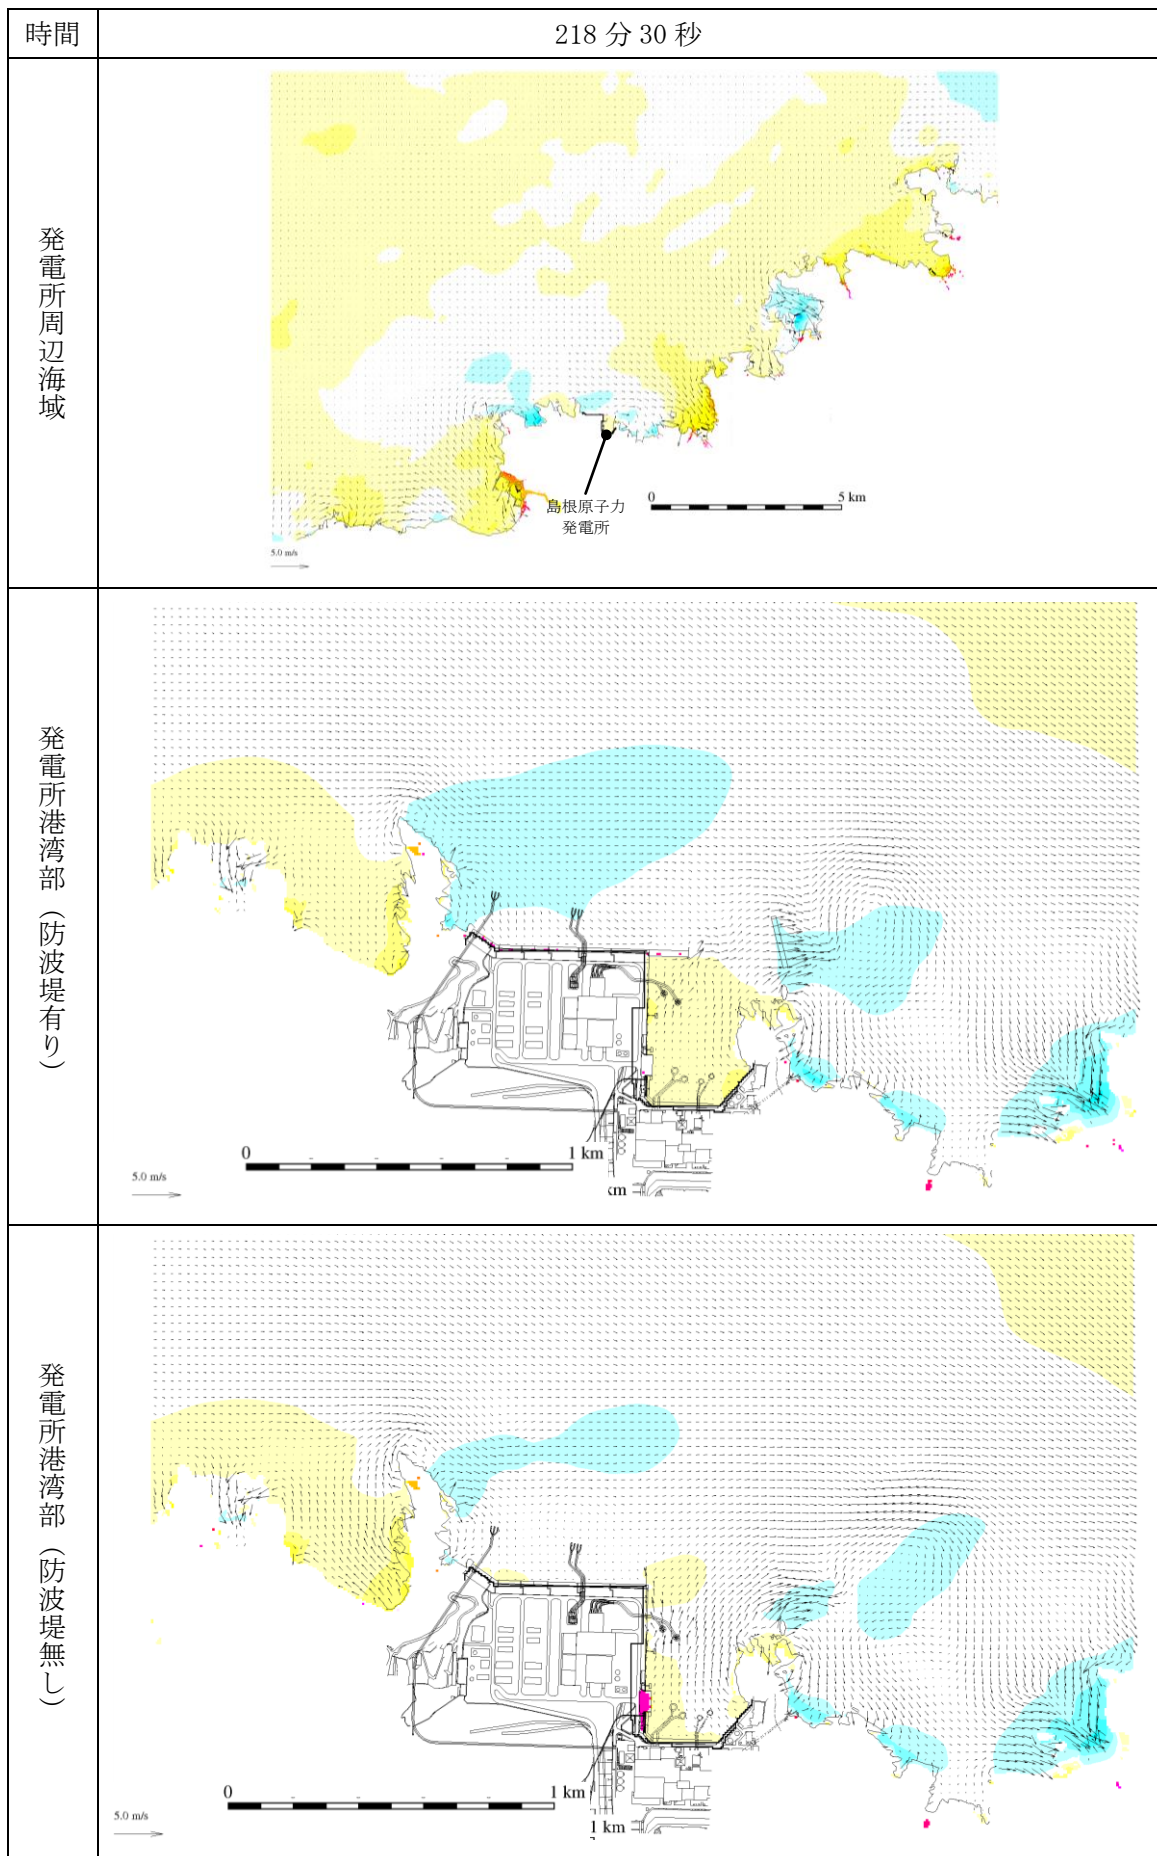 時間
218 分 30 秒
発電所周辺海域
島根原子力
発電所
0
5 km
5.0 m/s
発電所港湾部（防波堤有り）
0
1 km
km
5.0 m/s
発電所港湾部（防波堤無し）
0
1 km
1 km
5.0 m/s